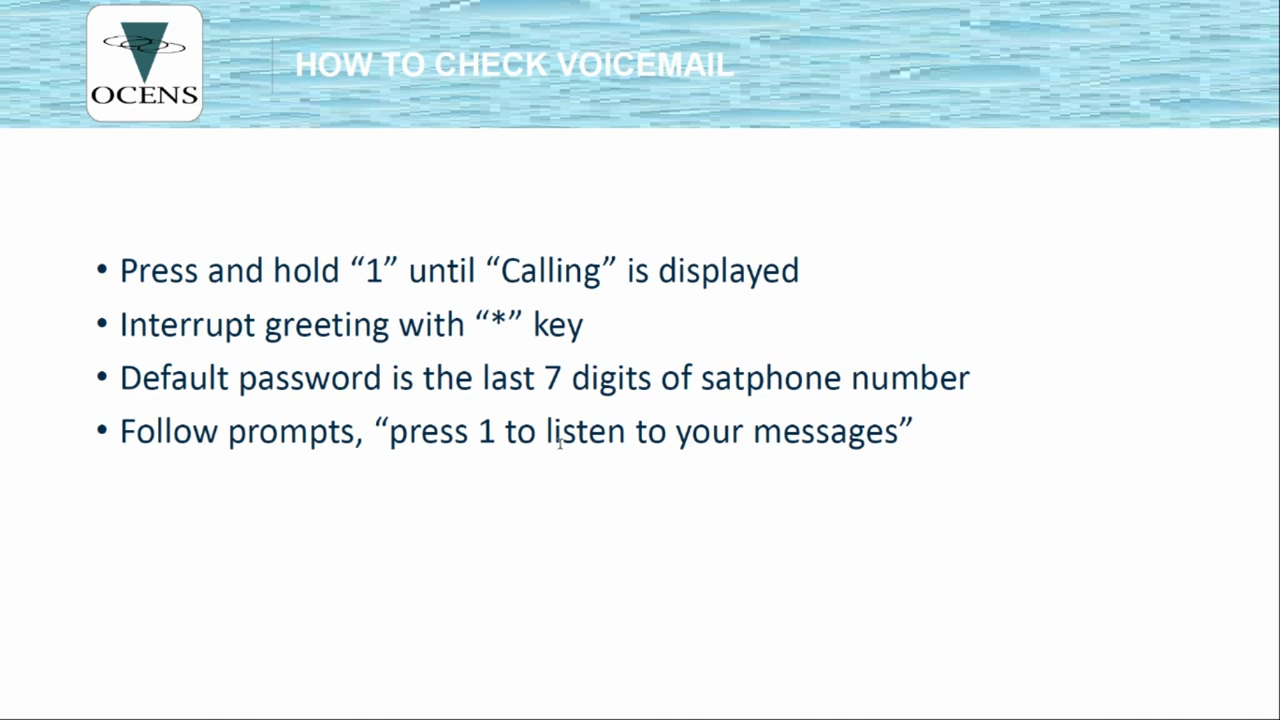 OCENS
HOW TO CHECK VOICEMAIL
• Press and hold “1” until “Calling” is displayed
• Interrupt greeting with “*” key
• Default password is the last 7 digits of satphone number
• Follow prompts, “press 1 to listen to your messages”